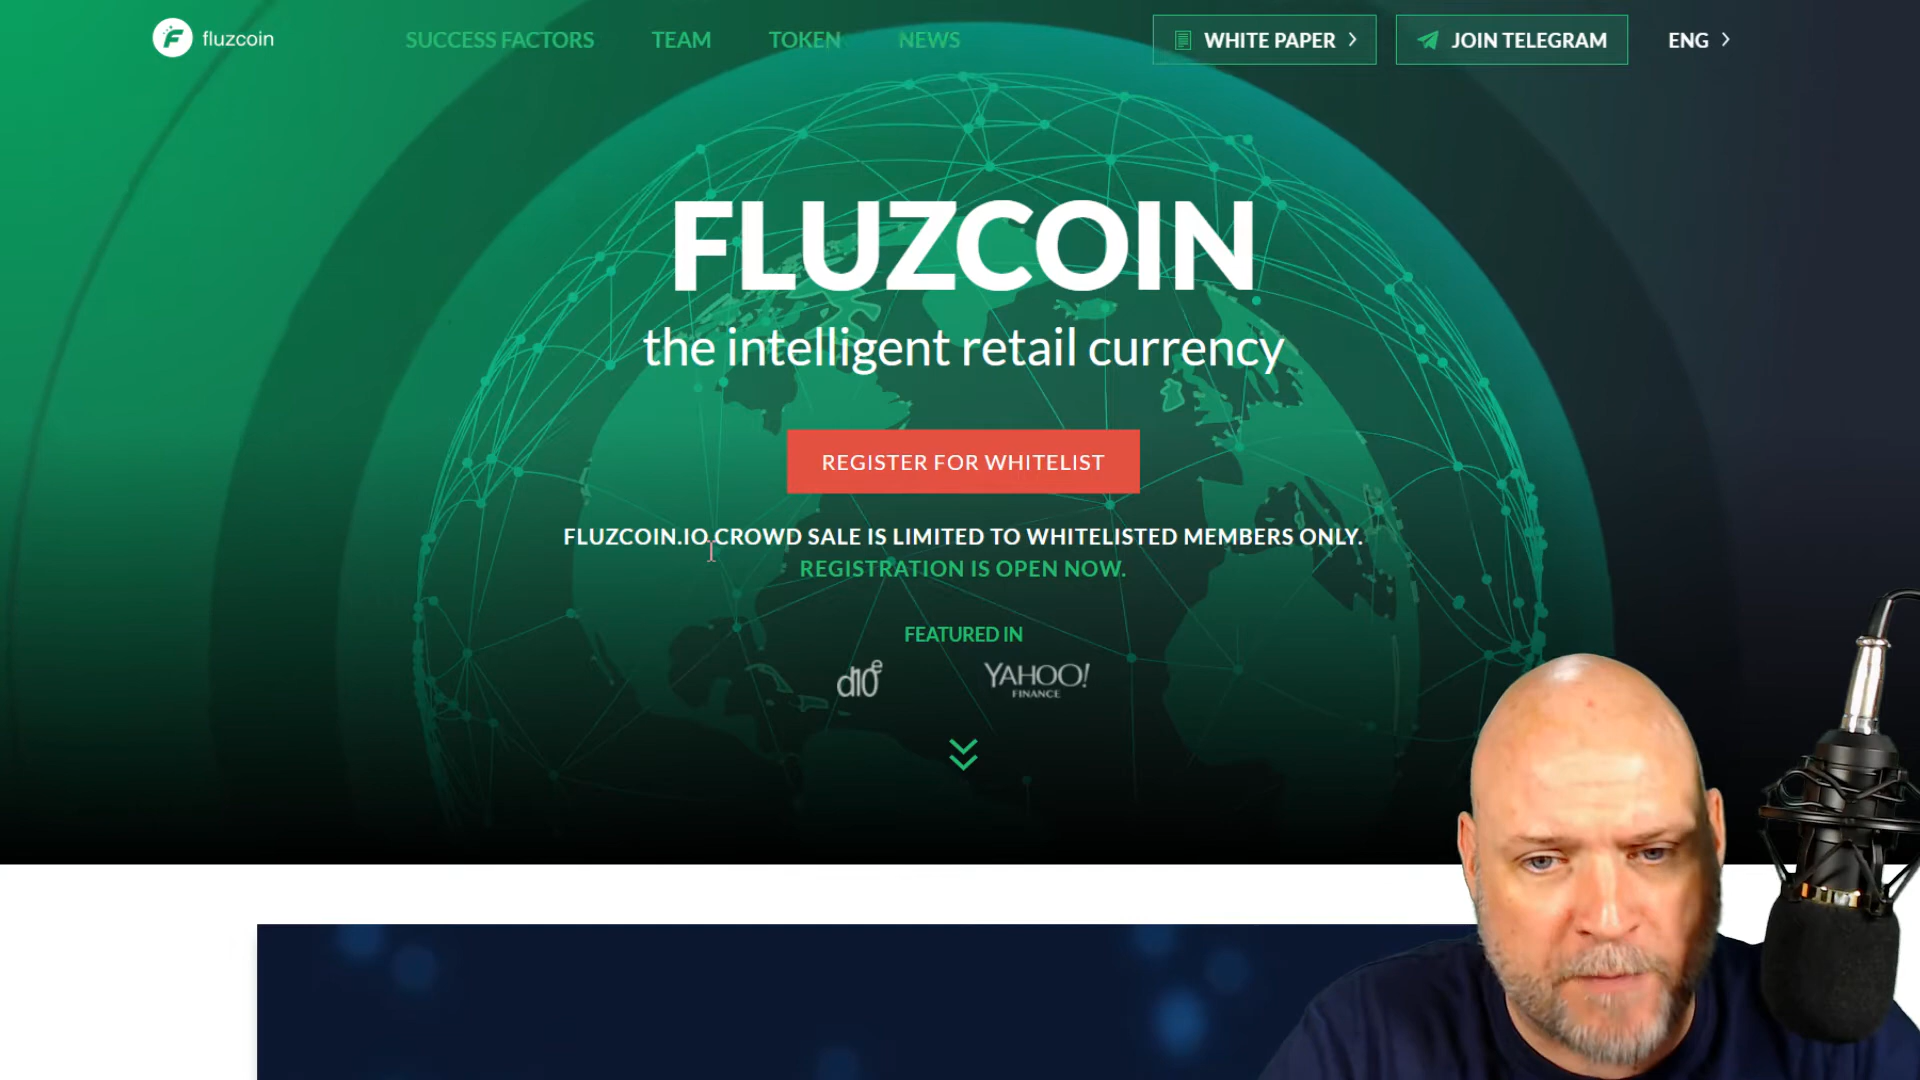 fluzcoin
SUCCESS FACTORS
TEAM
TOKEN
NEWS
WHITE PAPER
JOIN TELEGRAM
ENG
FLUZCOIN
the intelligent retail currency
REGISTER FOR WHITELIST
FLUZCOIN.IO CROWD SALE IS LIMITED TO WHITELISTED MEMBERS ONLY.
REGISTRATION IS OPEN NOW.
FEATURED IN
d10e
YAHOO!
FINANCE